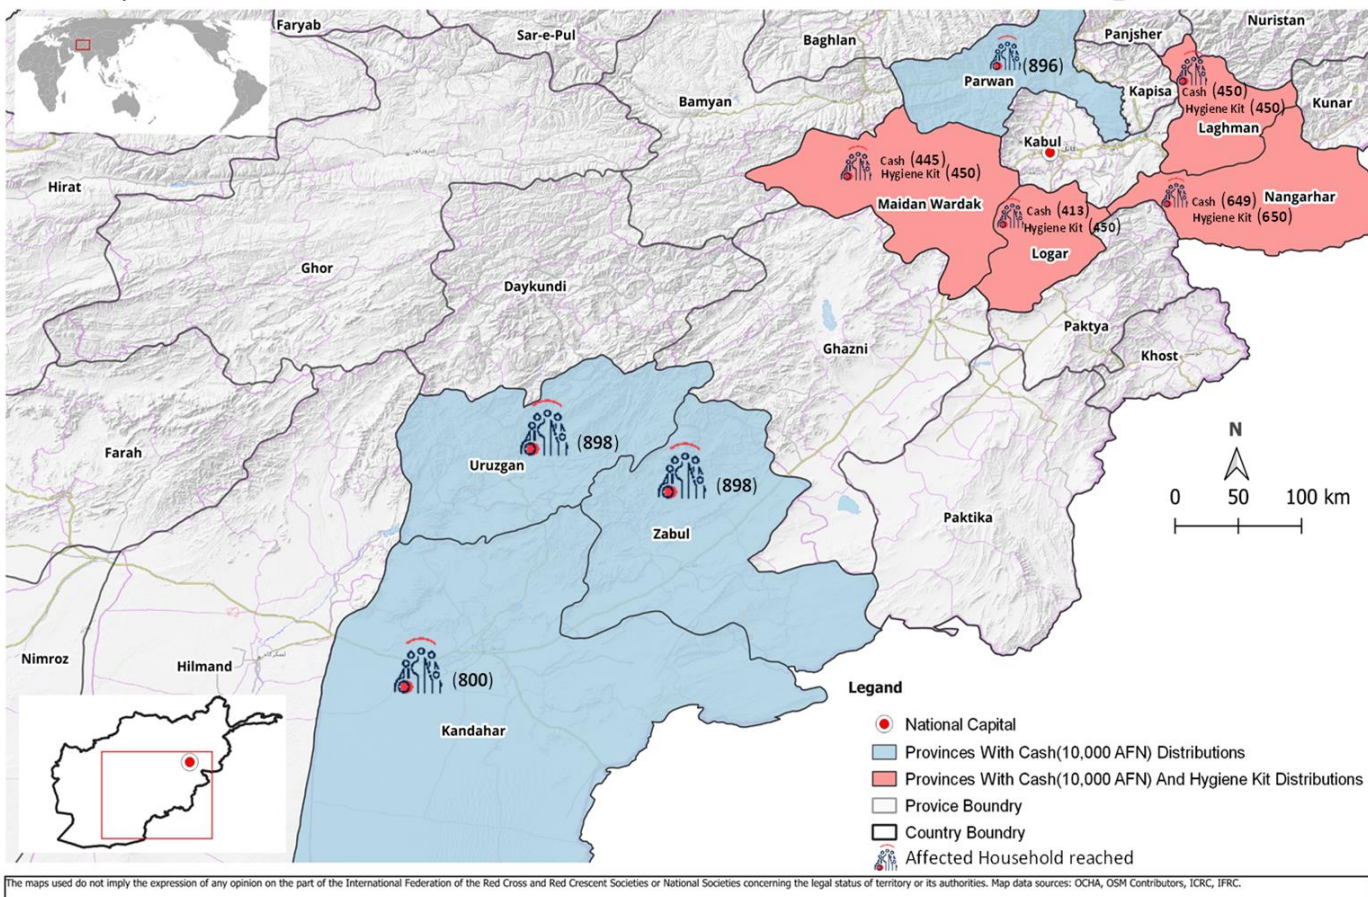 Faryab
Sar-e-Pul
Baghlan
Panjsher
Nuristan
Parwan
(896)
Kapisa
Cash (450)
Hygiene Kit (450)
Laghman
Kunar
Bamyan
Kabul
Cash (445)
Hygiene Kit (450)
Maidan Wardak
Cash (413)
Hygiene Kit (450)
Logar
Cash (649)
Hygiene Kit (650)
Nangarhar
Hirat
Ghor
Daykundi
Ghazni
Paktya
Khost
Farah
Uruzgan
(898)
(898)
Zabul
Paktika
N
0 50 100 km
Nimroz
Hilmand
(800)
Kandahar
Legand
National Capital
Provinces With Cash(10,000 AFN) Distributions
Provinces With Cash(10,000 AFN) And Hygiene Kit Distributions
Provice Boundry
Country Boundry
Affected Household reached
The maps used do not imply the expression of any opinion on the part of the International Federation of the Red Cross and Red Crescent Societies or National Societies concerning the legal status of territory or its authorities. Map data sources: OCHA, OSM Contributors, ICRC, IFRC.